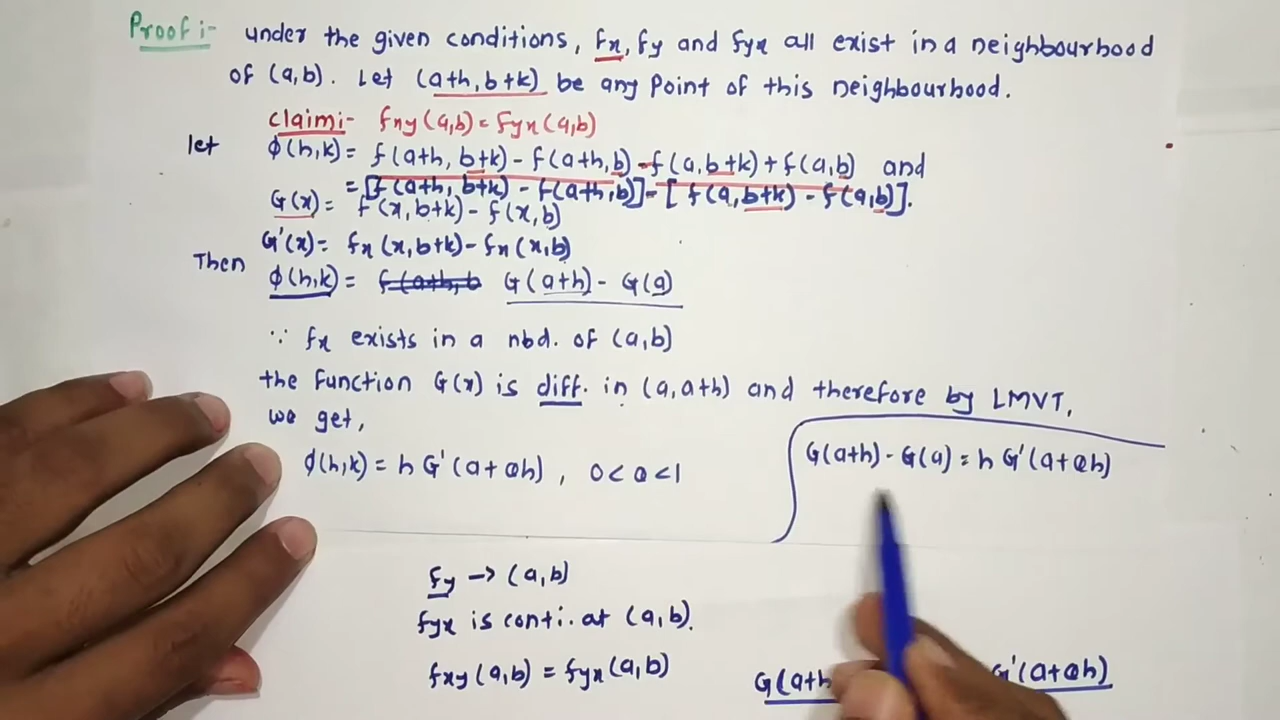 Proof:- under the given conditions, fx, fy and fyx all exist in a neighbourhood
of (a,b). Let (a+h, b+k) be any Point of this neighbourhood.
claim:- fxy(a,b) = fyx(a,b)
let ϕ(h,k) = f(a+h, b+k) - f(a+h, b) - f(a, b+k) + f(a,b) and
= [f(a+h, b+k) - f(a+h, b)] - [f(a, b+k) - f(a,b)].
G(x) = f(x, b+k) - f(x, b)
G'(x) = fx(x, b+k) - fx(x, b)
Then ϕ(h,k) = f(a+h, b G(a+h) - G(a)
∵ fx exists in a nbd. of (a,b)
the function G(x) is diff. in (a, a+h) and therefore by LMVT,
we get,
ϕ(h,k) = h G'(a+θh), 0<θ<1
G(a+h) - G(a) = h G'(a+θh)
fy → (a,b)
fyx is conti. at (a,b).
fxy(a,b) = fyx(a,b)
G(a+h G'(a+θh)